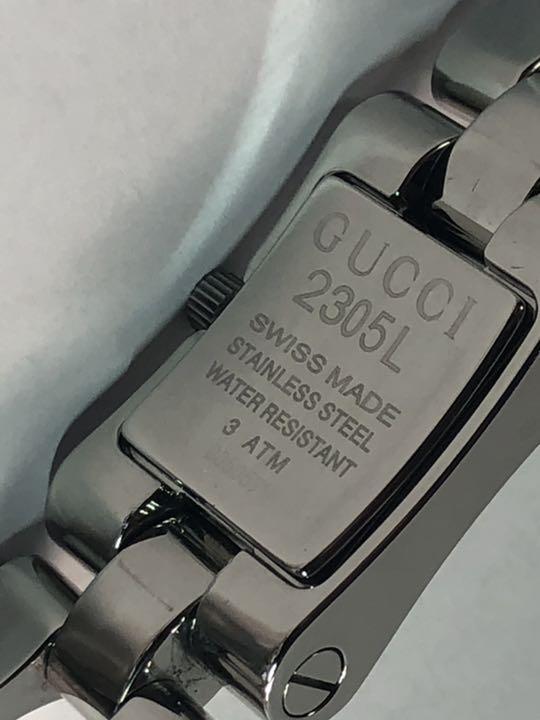 GUCCI
2305L
SWISS MADE
STAINLESS STEEL
WATER RESISTANT
3 ATM